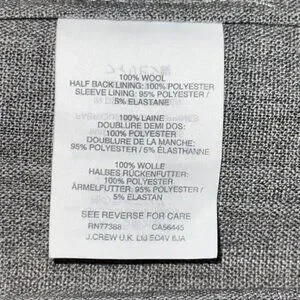 100% WOOL
HALF BACK LINING: 100% POLYESTER
SLEEVE LINING: 95% POLYESTER /
5% ELASTANE
100% LAINE
DOUBLURE DEMI DOS:
100% POLYESTER
DOUBLURE DE LA MANCHE:
95% POLYESTER / 5% ÉLASTHANNE
100% WOLLE
HALBES RÜCKENFUTTER:
100% POLYESTER
ÄRMELFUTTER: 95% POLYESTER /
5% ELASTAN
SEE REVERSE FOR CARE
RN77388 CA56445
J.CREW U.K. Ltd EC4V 6JA